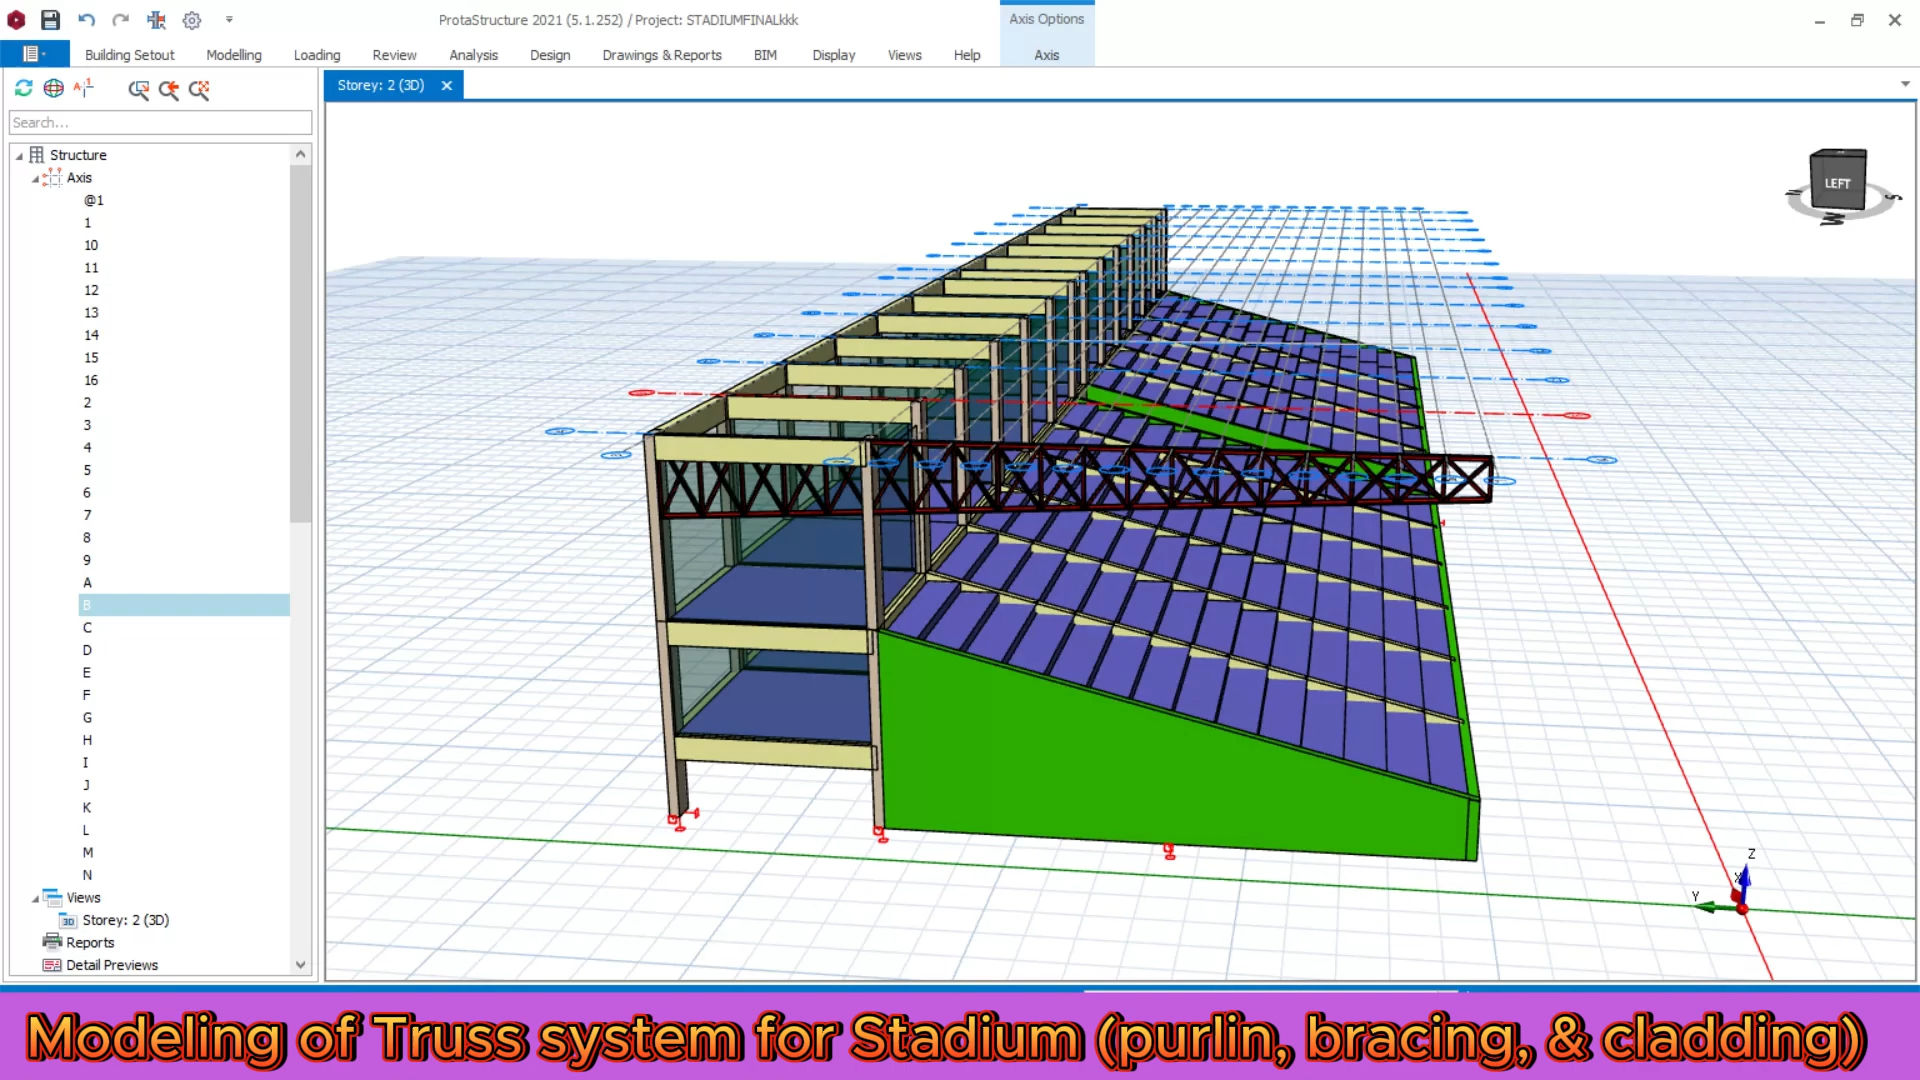 ProtaStructure 2021 (5.1.252) / Project: STADIUMFINALkkk
Axis Options
Building Setout Modelling Loading Review Analysis Design Drawings & Reports BIM Display Views Help Axis
Storey: 2 (3D)
Search...
Structure
Axis
@1
1
10
11
12
13
14
15
16
2
3
4
5
6
7
8
9
A
B
C
D
E
F
G
H
I
J
K
L
M
N
Views
3D Storey: 2 (3D)
Reports
Detail Previews
LEFT
N
S
W
Z
X
Y
Modeling of Truss system for Stadium (purlin, bracing, & cladding)